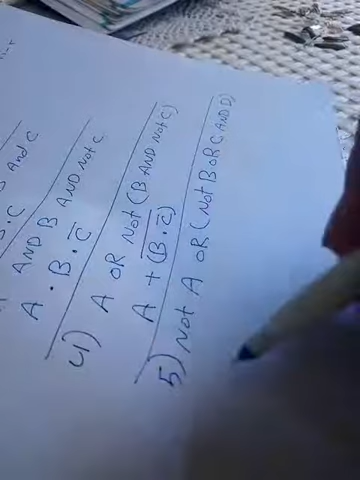 And C
B·C
AND B AND Not C
A · B · C̅
4) A OR Not (B AND Not C)
A + (B · C̅)̅
5) Not A OR (Not B OR C AND D)